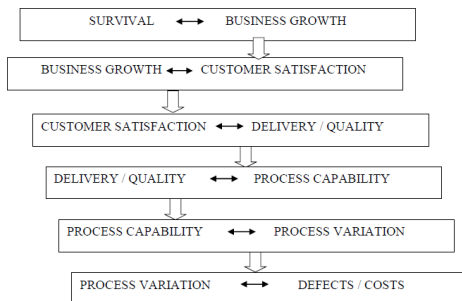 SURVIVAL BUSINESS GROWTH
BUSINESS GROWTH CUSTOMER SATISFACTION
CUSTOMER SATISFACTION DELIVERY / QUALITY
DELIVERY / QUALITY PROCESS CAPABILITY
PROCESS CAPABILITY PROCESS VARIATION
PROCESS VARIATION DEFECTS / COSTS